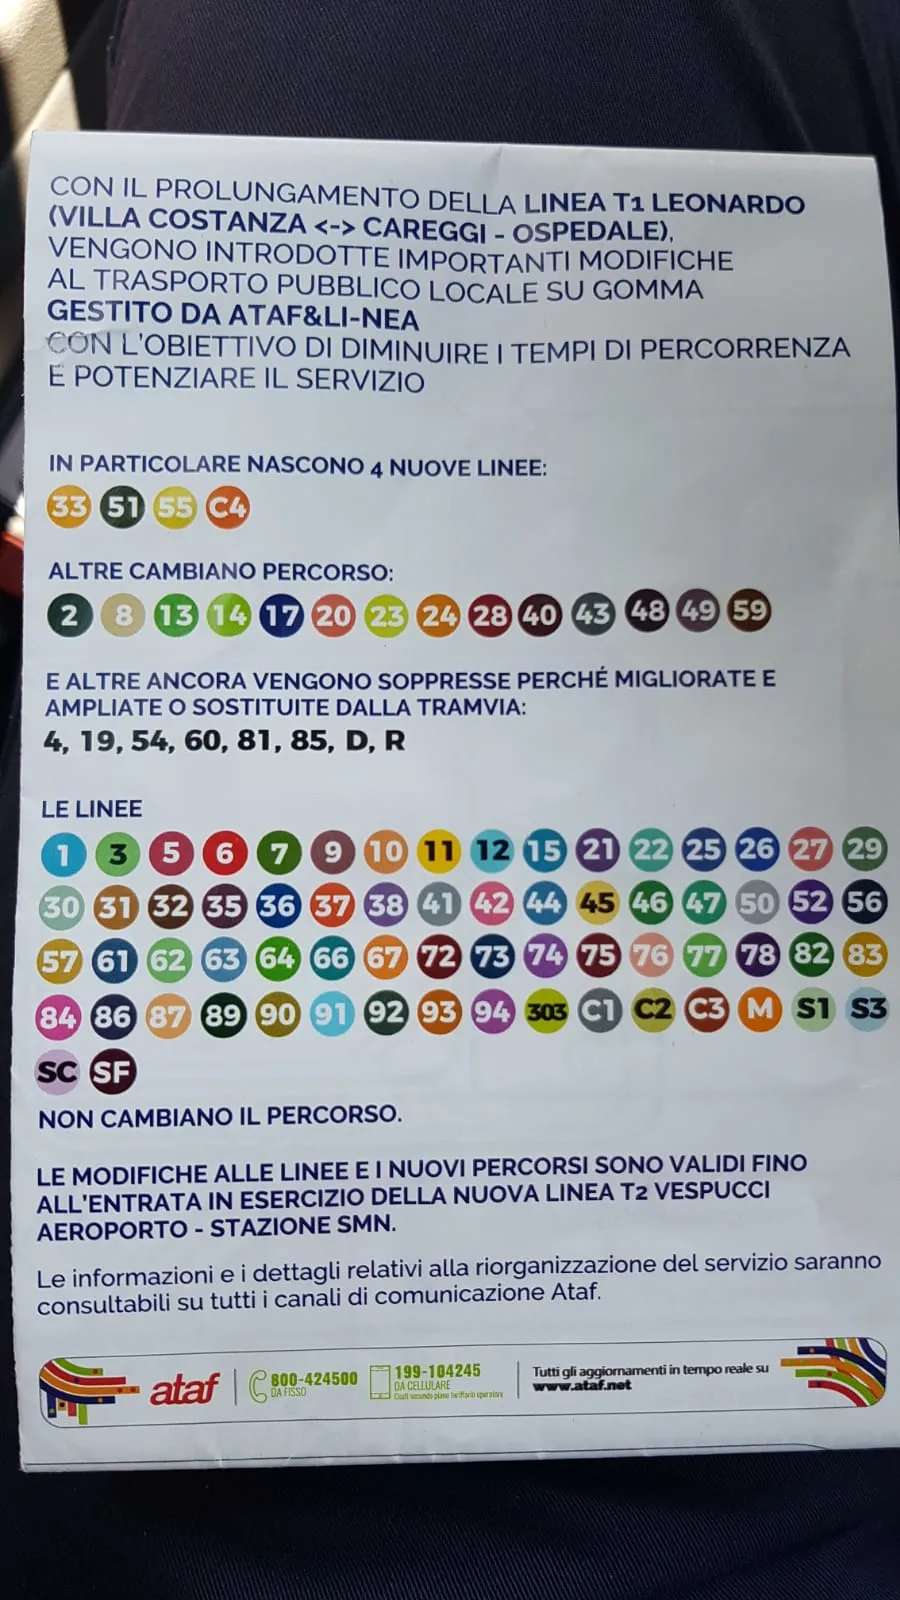 CON IL PROLUNGAMENTO DELLA LINEA T1 LEONARDO
(VILLA COSTANZA <-> CAREGGI - OSPEDALE),
VENGONO INTRODOTTE IMPORTANTI MODIFICHE
AL TRASPORTO PUBBLICO LOCALE SU GOMMA
GESTITO DA ATAF&LI-NEA
CON L'OBIETTIVO DI DIMINUIRE I TEMPI DI PERCORRENZA
E POTENZIARE IL SERVIZIO
IN PARTICOLARE NASCONO 4 NUOVE LINEE:
33 51 55 C4
ALTRE CAMBIANO PERCORSO:
2 8 13 14 17 20 23 24 28 40 43 48 49 59
E ALTRE ANCORA VENGONO SOPPRESSE PERCHÉ MIGLIORATE E
AMPLIATE O SOSTITUITE DALLA TRAMVIA:
4, 19, 54, 60, 81, 85, D, R
LE LINEE
1 3 5 6 7 9 10 11 12 15 21 22 25 26 27 29
30 31 32 35 36 37 38 41 42 44 45 46 47 50 52 56
57 61 62 63 64 66 67 72 73 74 75 76 77 78 82 83
84 86 87 89 90 91 92 93 94 303 C1 C2 C3 M S1 S3
SC SF
NON CAMBIANO IL PERCORSO.
LE MODIFICHE ALLE LINEE E I NUOVI PERCORSI SONO VALIDI FINO
ALL'ENTRATA IN ESERCIZIO DELLA NUOVA LINEA T2 VESPUCCI
AEROPORTO - STAZIONE SMN.
Le informazioni e i dettagli relativi alla riorganizzazione del servizio saranno
consultabili su tutti i canali di comunicazione Ataf.
ataf
800-424500
DA FISSO
199-104245
DA CELLULARE
Costi secondo piano tariffario operatore
Tutti gli aggiornamenti in tempo reale su
www.ataf.net